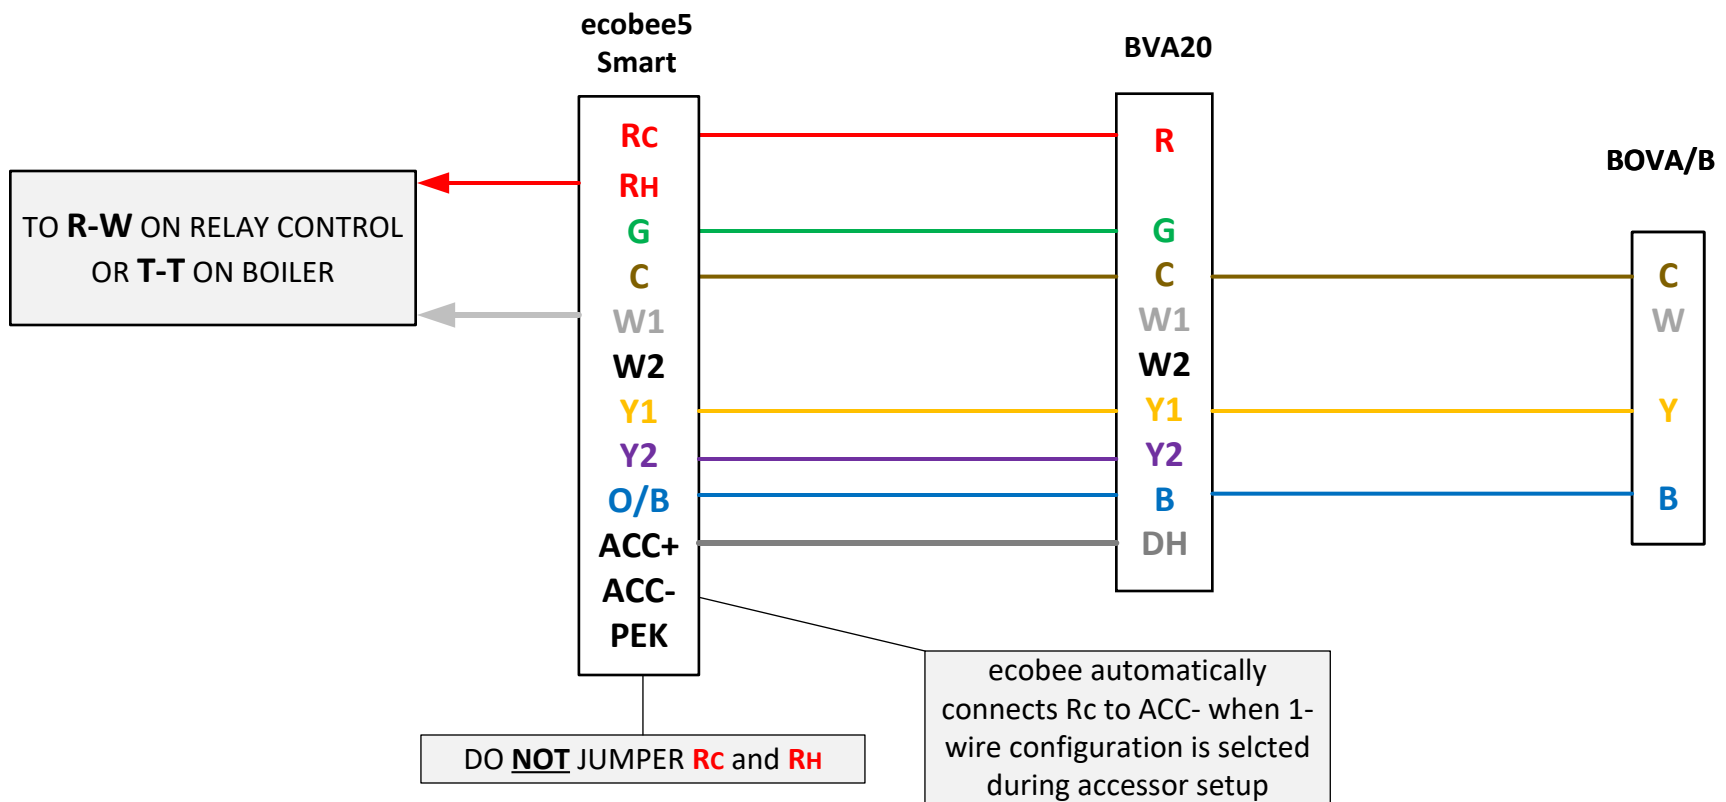 ecobee5
Smart
BVA20
BOVA/B
TO R-W ON RELAY CONTROL
OR T-T ON BOILER
RC
RH
G
C
W1
W2
Y1
Y2
O/B
ACC+
ACC-
PEK
R
G
C
W1
W2
Y1
Y2
B
DH
C
W
Y
B
DO NOT JUMPER RC and RH
ecobee automatically
connects Rc to ACC- when 1-
wire configuration is selcted
during accessor setup